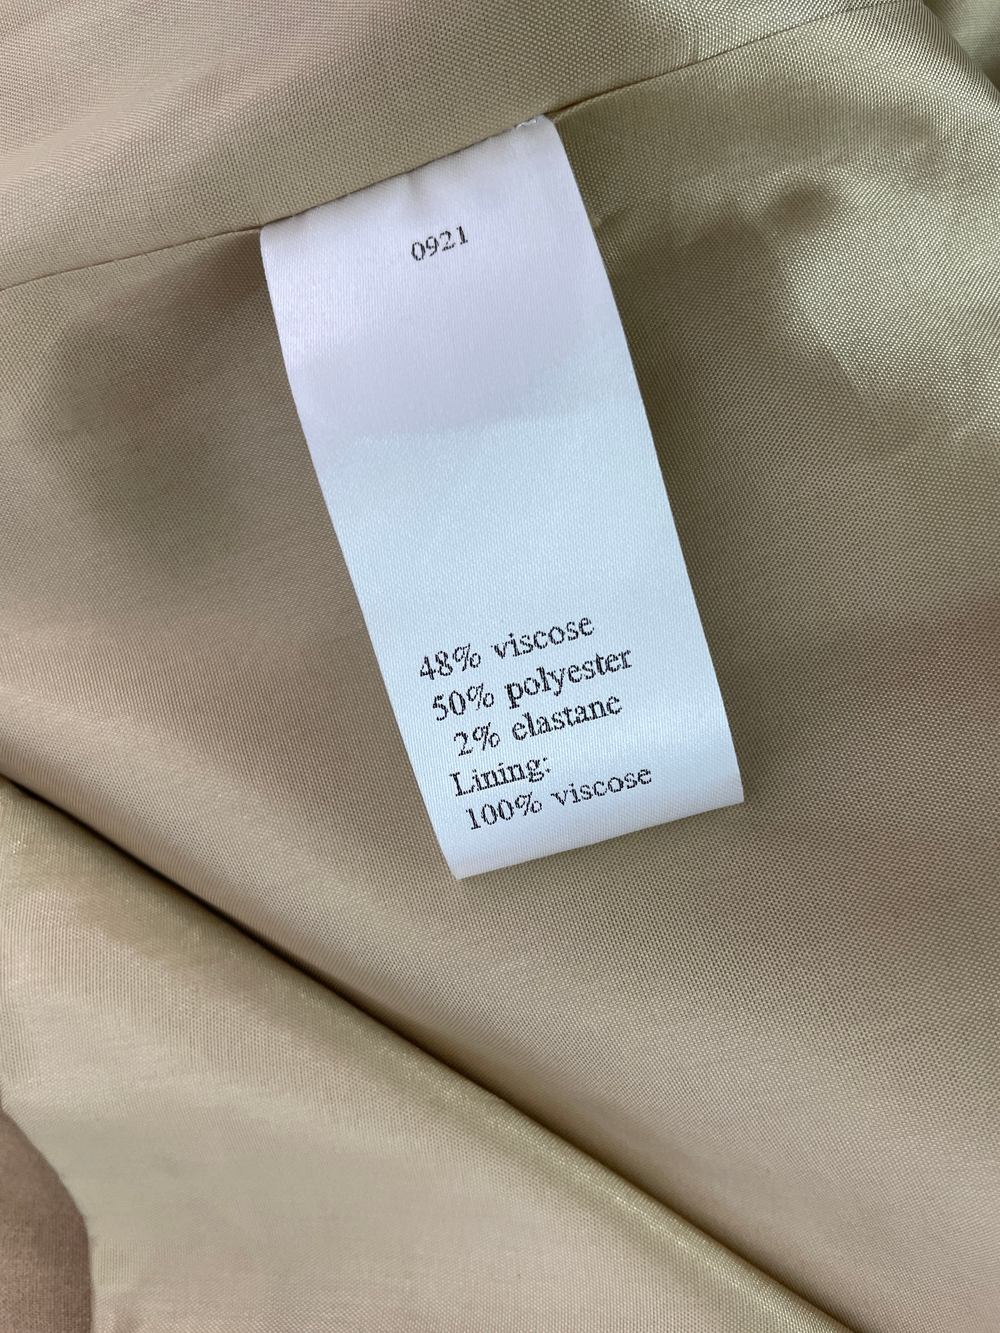 0921
48% viscose
50% polyester
2% elastane
Lining:
100% viscose